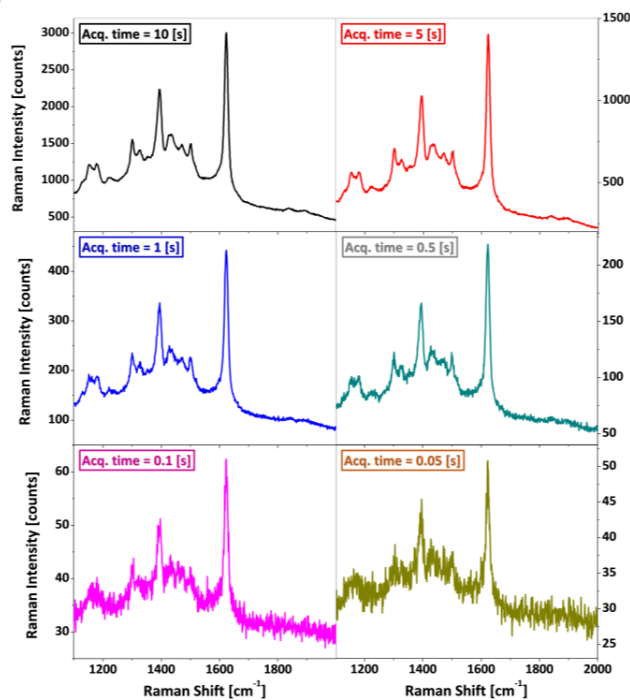 Acq. time = 10 [s]
Raman Intensity [counts]
3000
2500
2000
1500
1000
500
Acq. time = 5 [s]
1500
1000
500
Acq. time = 1 [s]
Raman Intensity [counts]
400
300
200
100
Acq. time = 0.5 [s]
200
150
100
50
Acq. time = 0.1 [s]
Raman Intensity [counts]
60
50
40
30
1200 1400 1600 1800
Raman Shift [cm⁻¹]
Acq. time = 0.05 [s]
50
45
40
35
30
25
1200 1400 1600 1800 2000
Raman Shift [cm⁻¹]